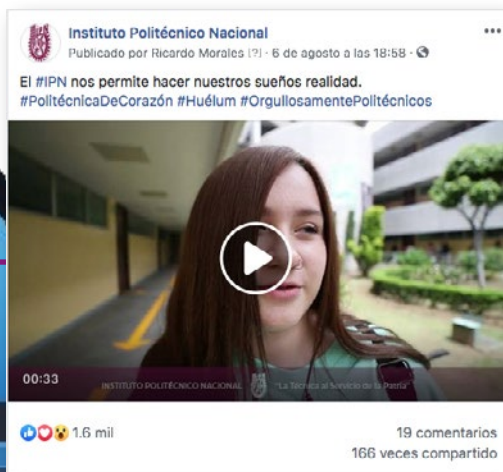 Instituto Politécnico Nacional
Publicado por Ricardo Morales [?] · 6 de agosto a las 18:58 ·
El #IPN nos permite hacer nuestros sueños realidad.
#PolitécnicaDeCorazón #Huélum #OrgullosamentePolitécnicos
00:33
INSTITUTO POLITÉCNICO NACIONAL "La Técnica al Servicio de la Patria"
1.6 mil
19 comentarios
166 veces compartido